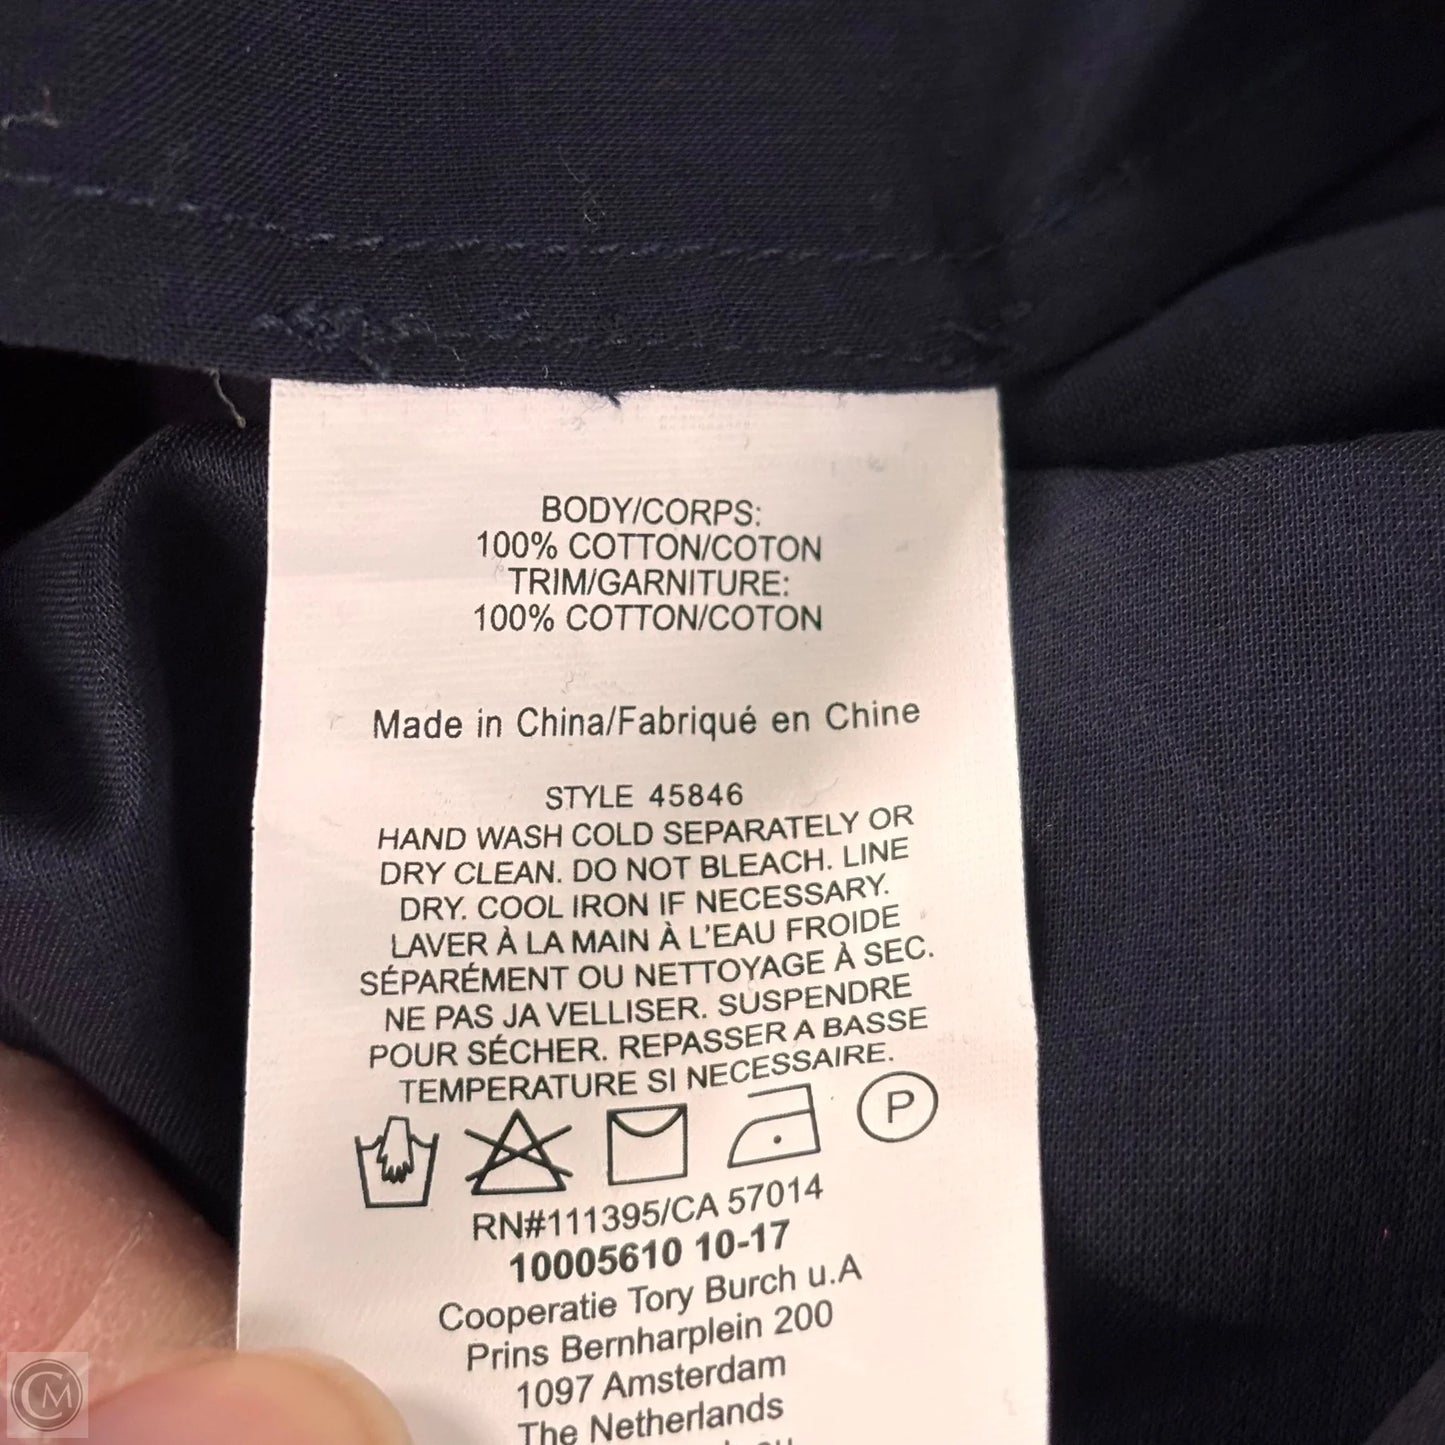 BODY/CORPS:
100% COTTON/COTON
TRIM/GARNITURE:
100% COTTON/COTON
Made in China/Fabriqué en Chine
STYLE 45846
HAND WASH COLD SEPARATELY OR
DRY CLEAN. DO NOT BLEACH. LINE
DRY. COOL IRON IF NECESSARY.
LAVER À LA MAIN À L'EAU FROIDE
SÉPARÉMENT OU NETTOYAGE À SEC.
NE PAS JA VELLISER. SUSPENDRE
POUR SÉCHER. REPASSER A BASSE
TEMPERATURE SI NECESSAIRE.
P
RN#111395/CA 57014
10005610 10-17
Cooperatie Tory Burch u.A
Prins Bernharplein 200
1097 Amsterdam
The Netherlands
CM